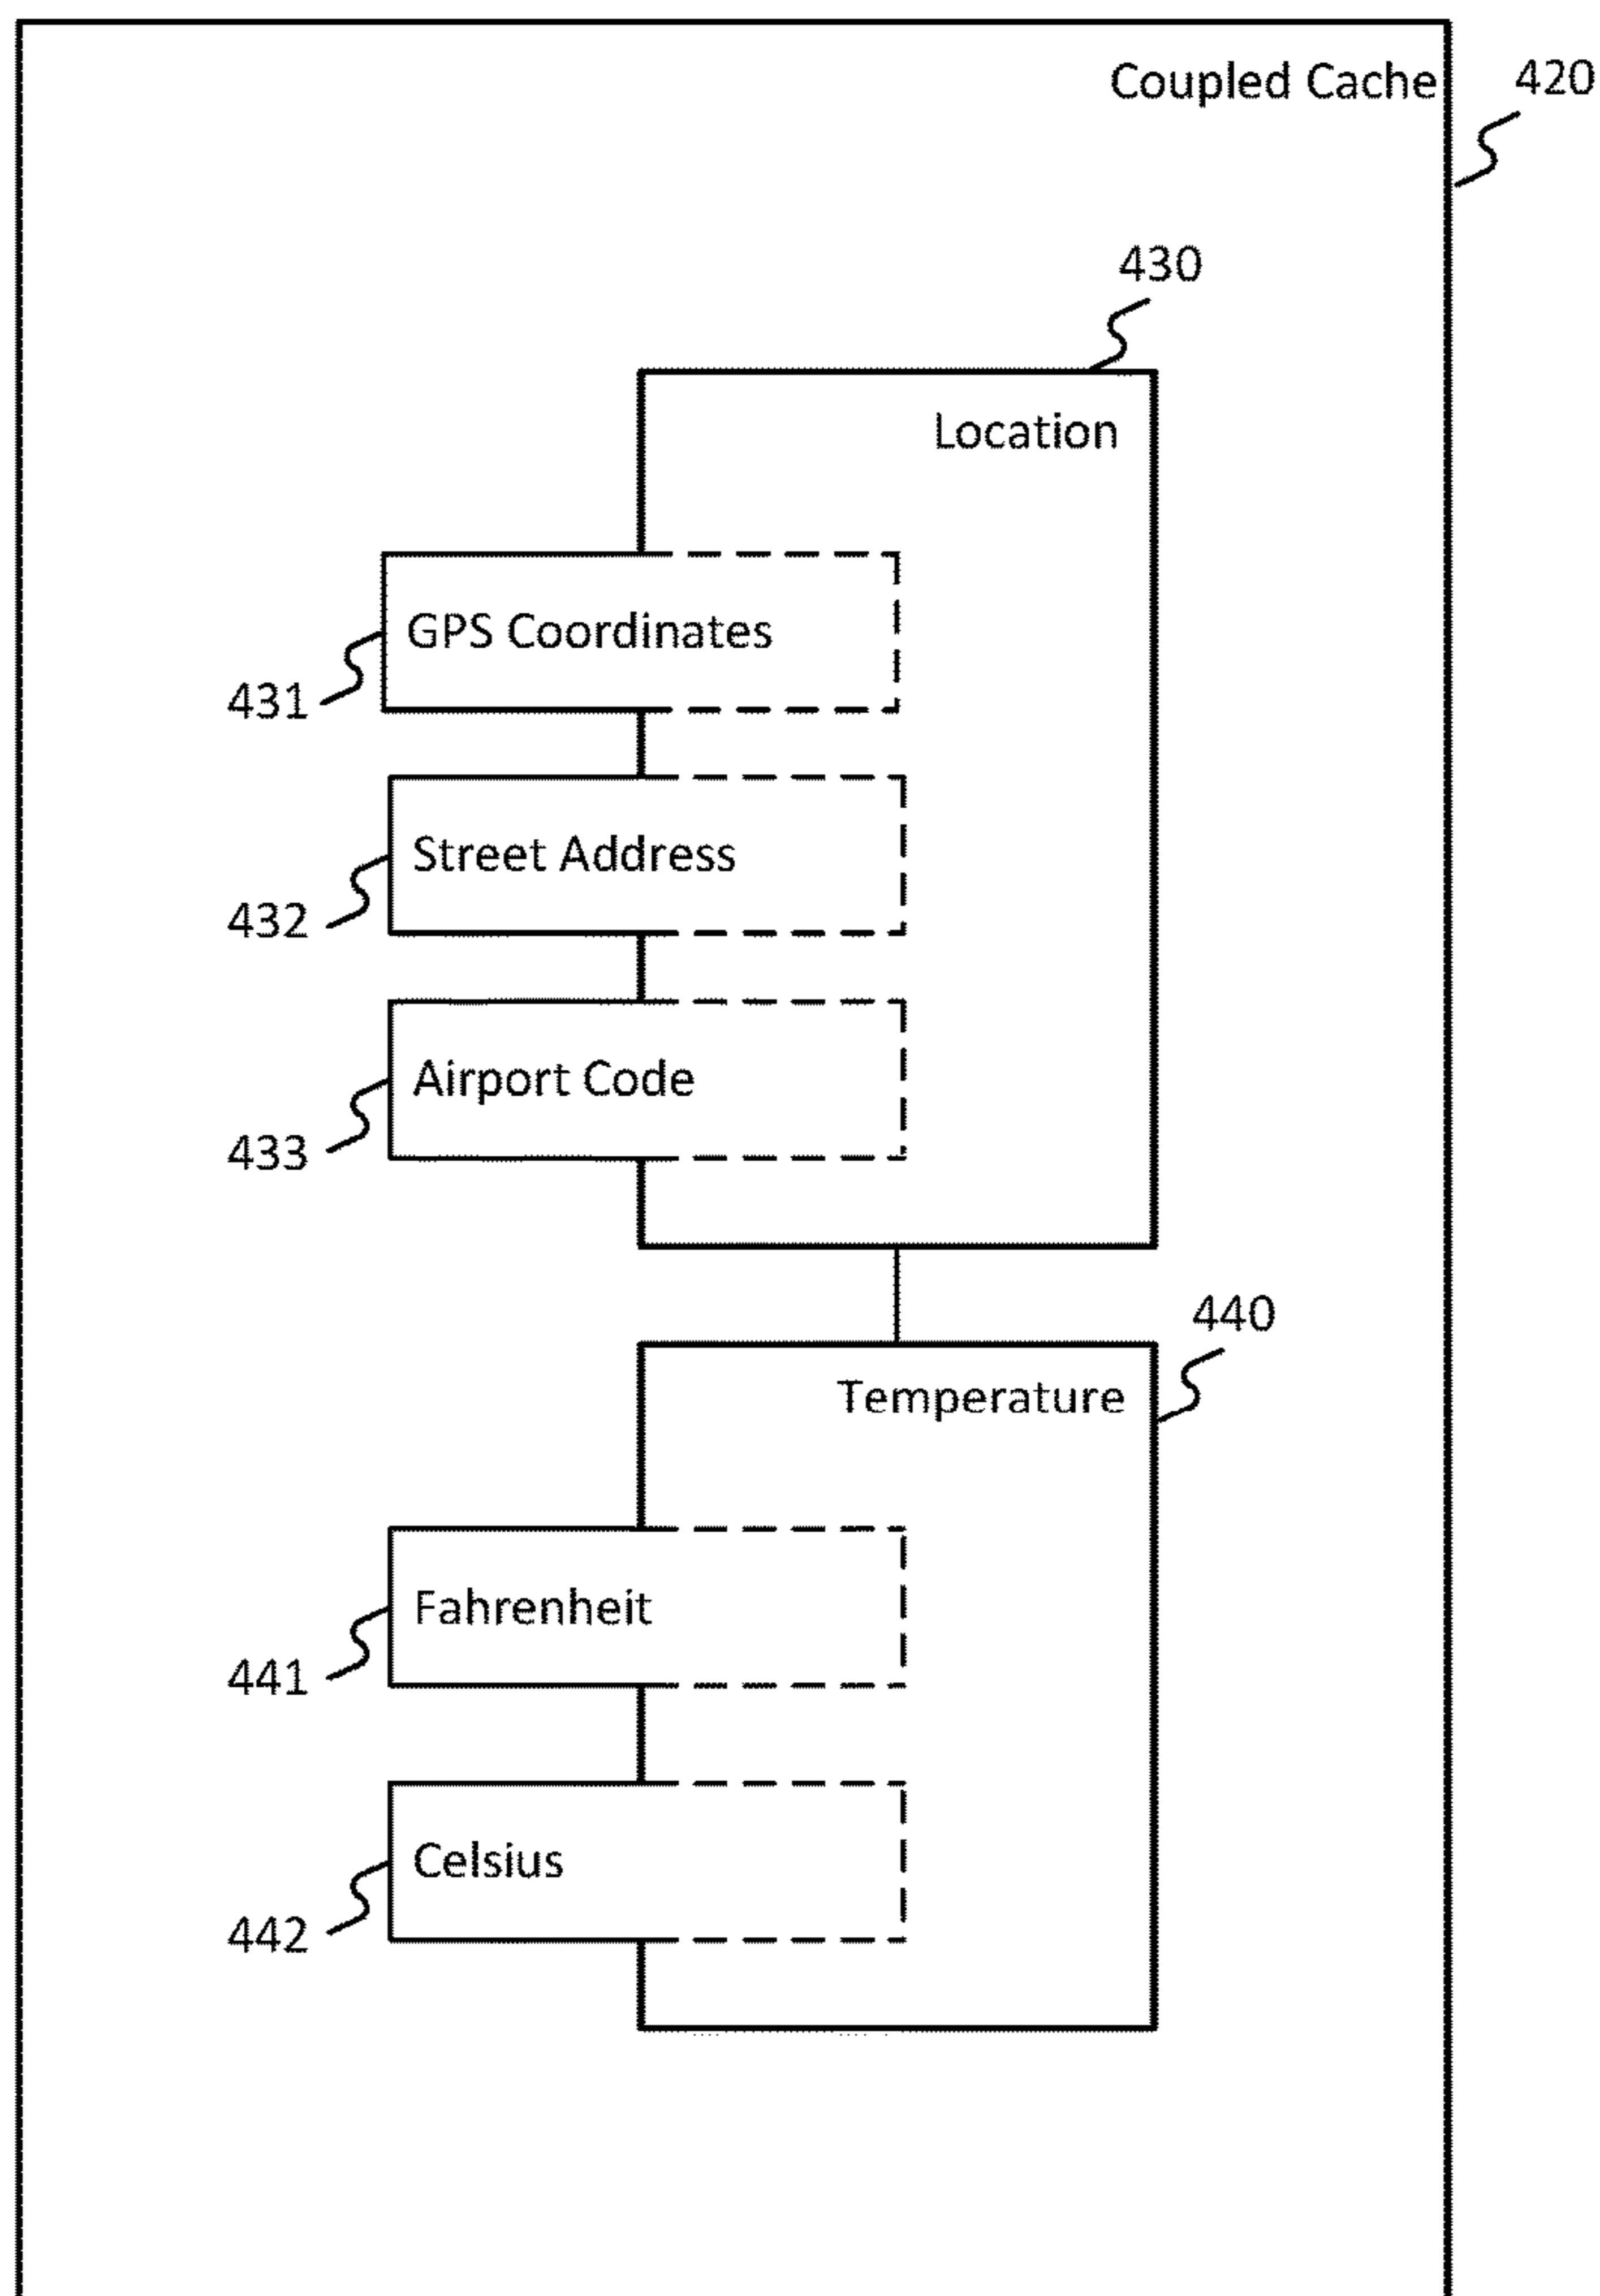 Coupled Cache
420
430
Location
GPS Coordinates
431
Street Address
432
Airport Code
433
440
Temperature
Fahrenheit
441
Celsius
442